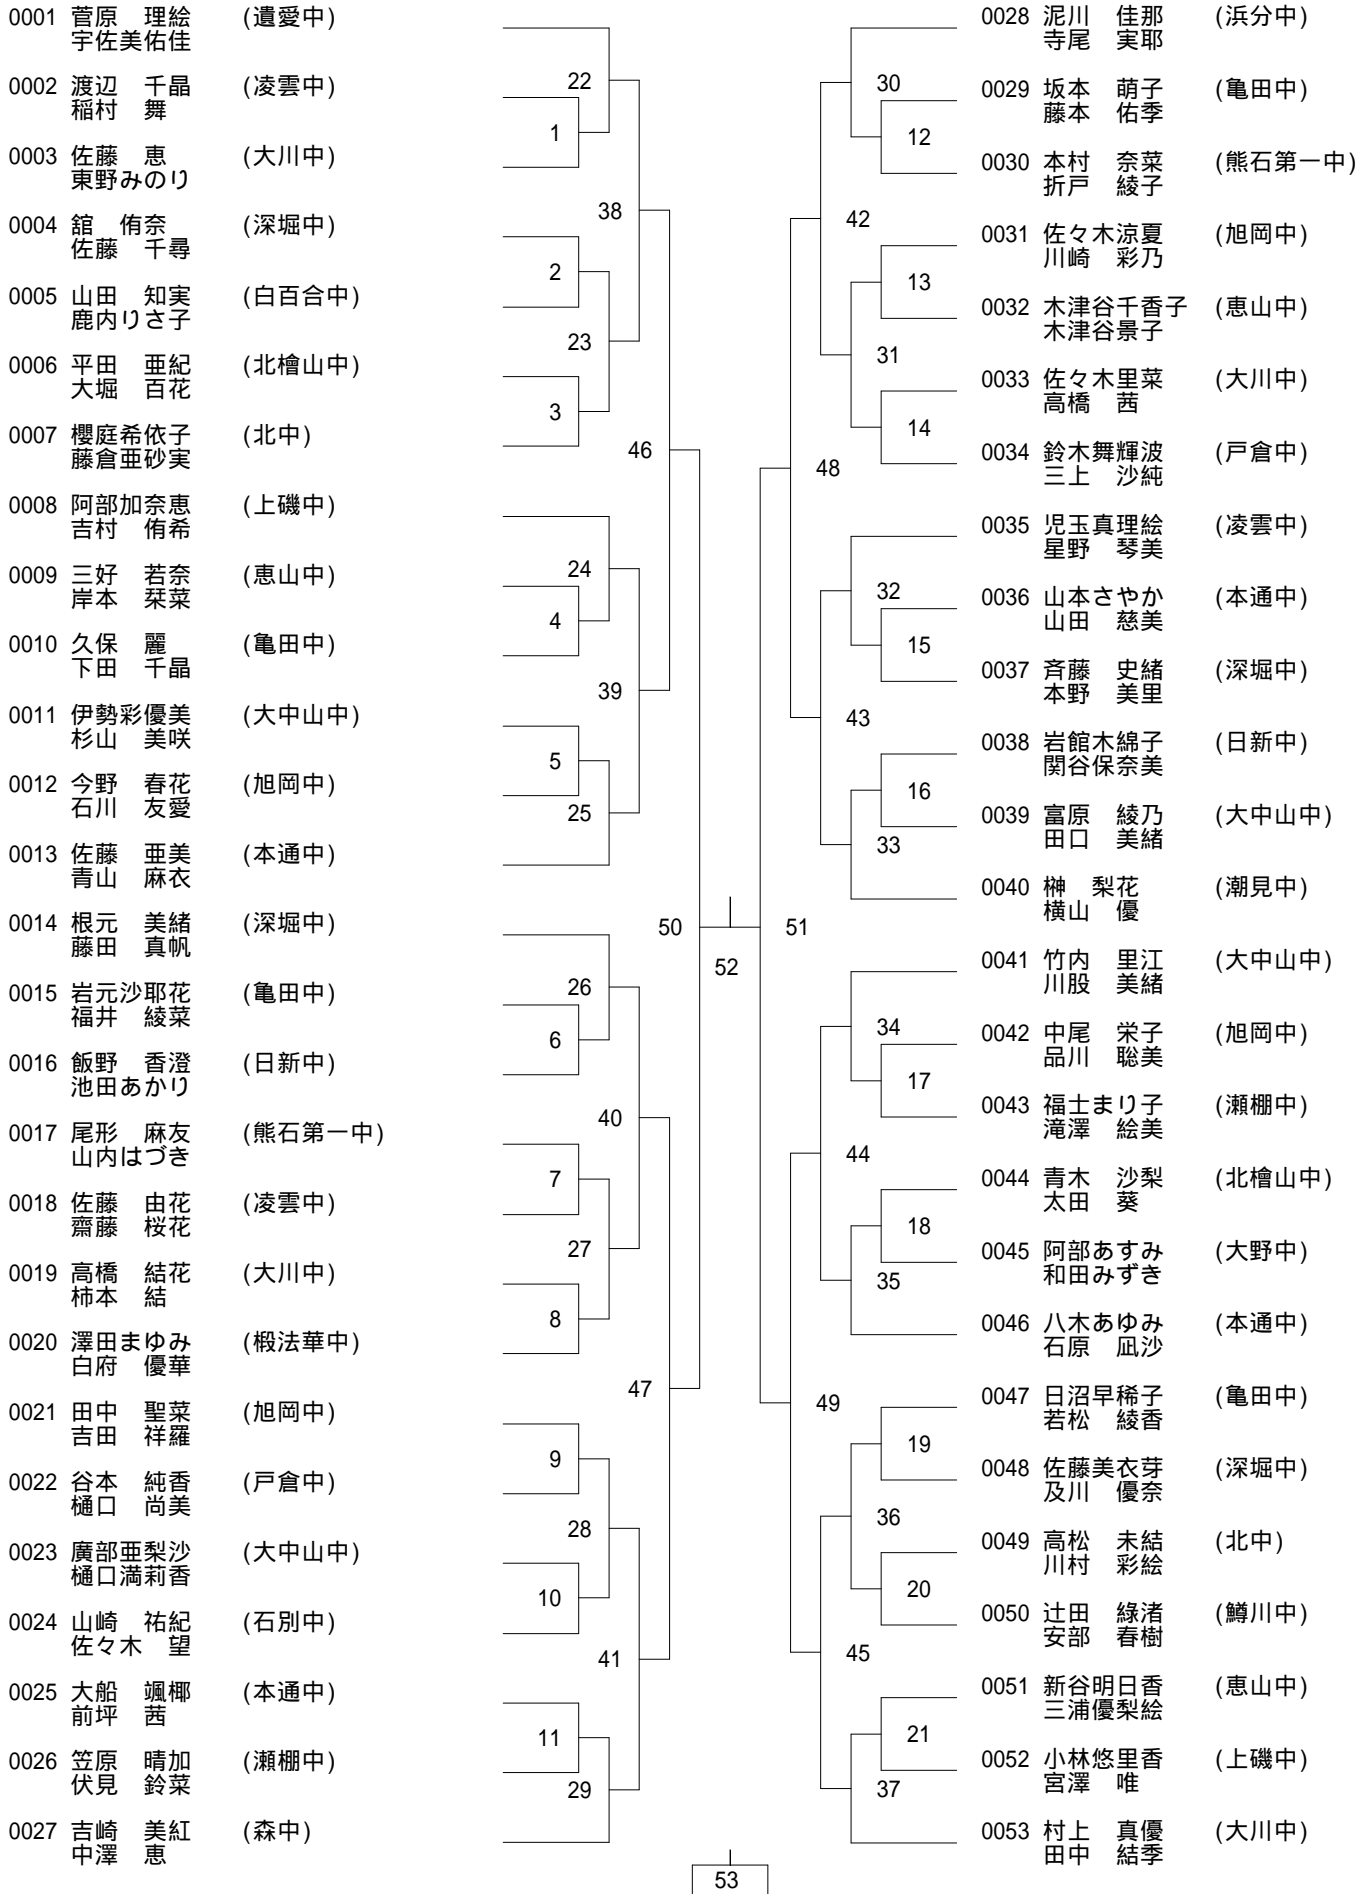 0001 菅原　理絵 (遺愛中)
宇佐美佑佳
0002 渡辺　千晶 (凌雲中)
稲村　舞
0003 佐藤　恵 (大川中)
東野みのり
0004 舘　侑奈 (深堀中)
佐藤　千尋
0005 山田　知実 (白百合中)
鹿内りさ子
0006 平田　亜紀 (北檜山中)
大堀　百花
0007 櫻庭希依子 (北中)
藤倉亜砂実
0008 阿部加奈恵 (上磯中)
吉村　侑希
0009 三好　若奈 (恵山中)
岸本　栞菜
0010 久保　麗 (亀田中)
下田　千晶
0011 伊勢彩優美 (大中山中)
杉山　美咲
0012 今野　春花 (旭岡中)
石川　友愛
0013 佐藤　亜美 (本通中)
青山　麻衣
0014 根元　美緒 (深堀中)
藤田　真帆
0015 岩元沙耶花 (亀田中)
福井　綾菜
0016 飯野　香澄 (日新中)
池田あかり
0017 尾形　麻友 (熊石第一中)
山内はづき
0018 佐藤　由花 (凌雲中)
齋藤　桜花
0019 高橋　結花 (大川中)
柿本　結
0020 澤田まゆみ (椴法華中)
白府　優華
0021 田中　聖菜 (旭岡中)
吉田　祥羅
0022 谷本　純香 (戸倉中)
樋口　尚美
0023 廣部亜梨沙 (大中山中)
樋口満莉香
0024 山崎　祐紀 (石別中)
佐々木　望
0025 大船　颯椰 (本通中)
前坪　茜
0026 笠原　晴加 (瀬棚中)
伏見　鈴菜
0027 吉崎　美紅 (森中)
中澤　恵
22
1
38
2
23
3
46
24
4
39
5
25
50
26
6
40
7
27
8
47
9
28
10
41
11
29
52
53
51
30
12
42
13
31
14
48
32
15
43
16
33
34
17
44
18
35
49
19
36
20
45
21
37
0028 泥川　佳那 (浜分中)
寺尾　実耶
0029 坂本　萌子 (亀田中)
藤本　佑季
0030 本村　奈菜 (熊石第一中)
折戸　綾子
0031 佐々木涼夏 (旭岡中)
川崎　彩乃
0032 木津谷千香子 (恵山中)
木津谷景子
0033 佐々木里菜 (大川中)
高橋　茜
0034 鈴木舞輝波 (戸倉中)
三上　沙純
0035 児玉真理絵 (凌雲中)
星野　琴美
0036 山本さやか (本通中)
山田　慈美
0037 斉藤　史緒 (深堀中)
本野　美里
0038 岩館木綿子 (日新中)
関谷保奈美
0039 富原　綾乃 (大中山中)
田口　美緒
0040 榊　梨花 (潮見中)
横山　優
0041 竹内　里江 (大中山中)
川股　美緒
0042 中尾　栄子 (旭岡中)
品川　聡美
0043 福士まり子 (瀬棚中)
滝澤　絵美
0044 青木　沙梨 (北檜山中)
太田　葵
0045 阿部あすみ (大野中)
和田みずき
0046 八木あゆみ (本通中)
石原　凪沙
0047 日沼早稀子 (亀田中)
若松　綾香
0048 佐藤美衣芽 (深堀中)
及川　優奈
0049 高松　未結 (北中)
川村　彩絵
0050 辻田　綠渚 (鱒川中)
安部　春樹
0051 新谷明日香 (恵山中)
三浦優梨絵
0052 小林悠里香 (上磯中)
宮澤　唯
0053 村上　真優 (大川中)
田中　結季